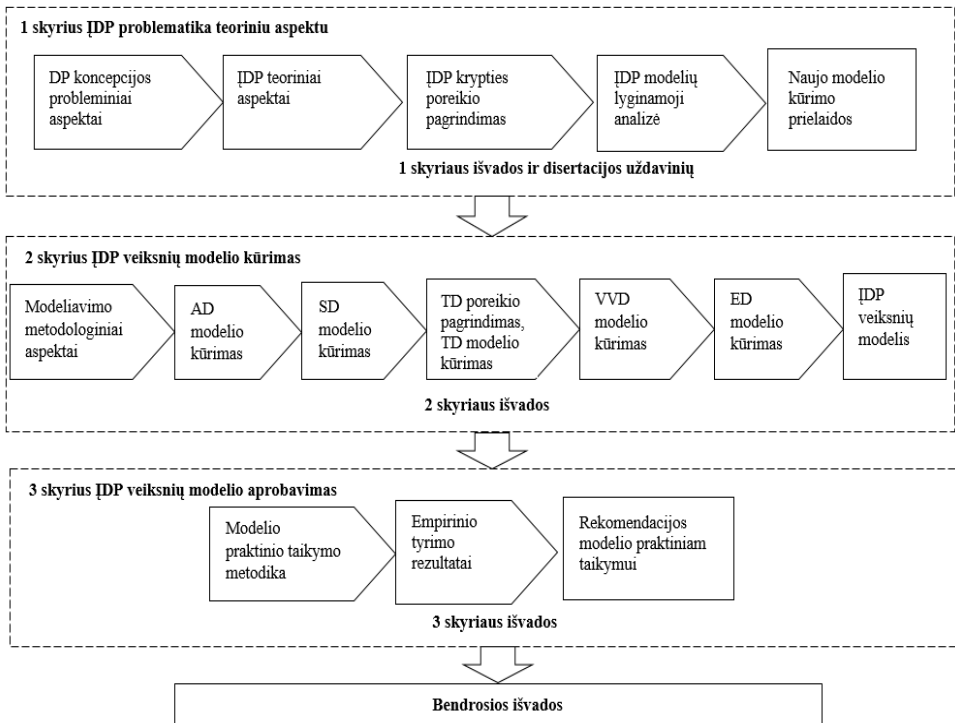 1 skyrius ĮDP problematika teoriniu aspektu
DP koncepcijos
probleminiai
aspektai
ĮDP teoriniai
aspektai
ĮDP krypties
poreikio
pagrindimas
ĮDP modelių
lyginamoji
analizė
Naujo modelio
kūrimo
prielaidos
1 skyriaus išvados ir disertacijos uždavinių
2 skyrius ĮDP veiksnių modelio kūrimas
Modeliavimo
metodologiniai
aspektai
AD
modelio
kūrimas
SD
modelio
kūrimas
TD poreikio
pagrindimas,
TD modelio
kūrimas
VVD
modelio
kūrimas
ED
modelio
kūrimas
ĮDP
veiksnių
modelis
2 skyriaus išvados
3 skyrius ĮDP veiksnių modelio aprobavimas
Modelio
praktinio taikymo
metodika
Empirinio
tyrimo
rezultatai
Rekomendacijos
modelio praktiniam
taikymui
3 skyriaus išvados
Bendrosios išvados